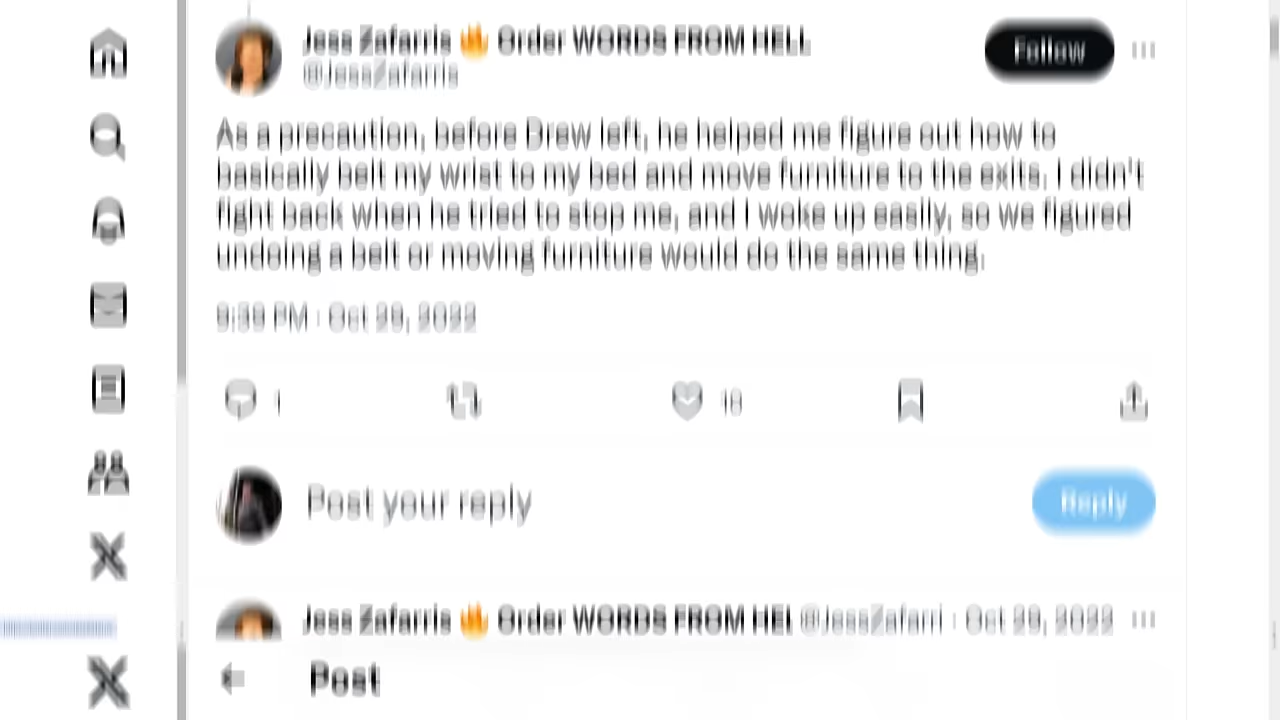 Jess Zafarris 🔥 Order WORDS FROM HELL
@JessZafarris
Follow
As a precaution, before Drew left, he helped me figure out how to
basically belt my wrist to my bed and move furniture to the exits. I didn't
fight back when he tried to stop me, and I woke up easily, so we figured
undoing a belt or moving furniture would do the same thing.
9:39 PM · Oct 29, 2022
1
18
Post your reply
Reply
Jess Zafarris 🔥 Order WORDS FROM HEL @JessZafarri · Oct 29, 2022
Post